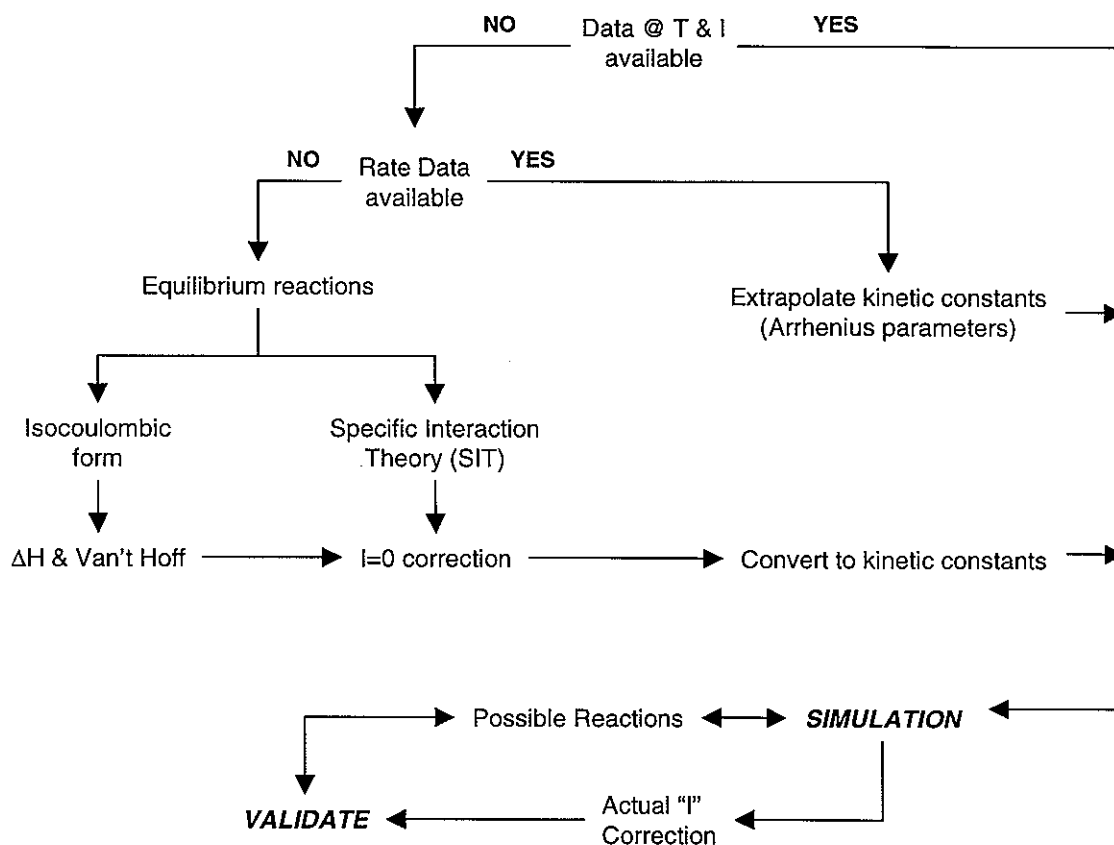 NO
Data @ T & I
available
YES
NO
Rate Data
available
YES
Equilibrium reactions
Extrapolate kinetic constants
(Arrhenius parameters)
Isocoulombic
form
Specific Interaction
Theory (SIT)
ΔH & Van't Hoff
I=0 correction
Convert to kinetic constants
Possible Reactions
SIMULATION
VALIDATE
Actual “I”
Correction